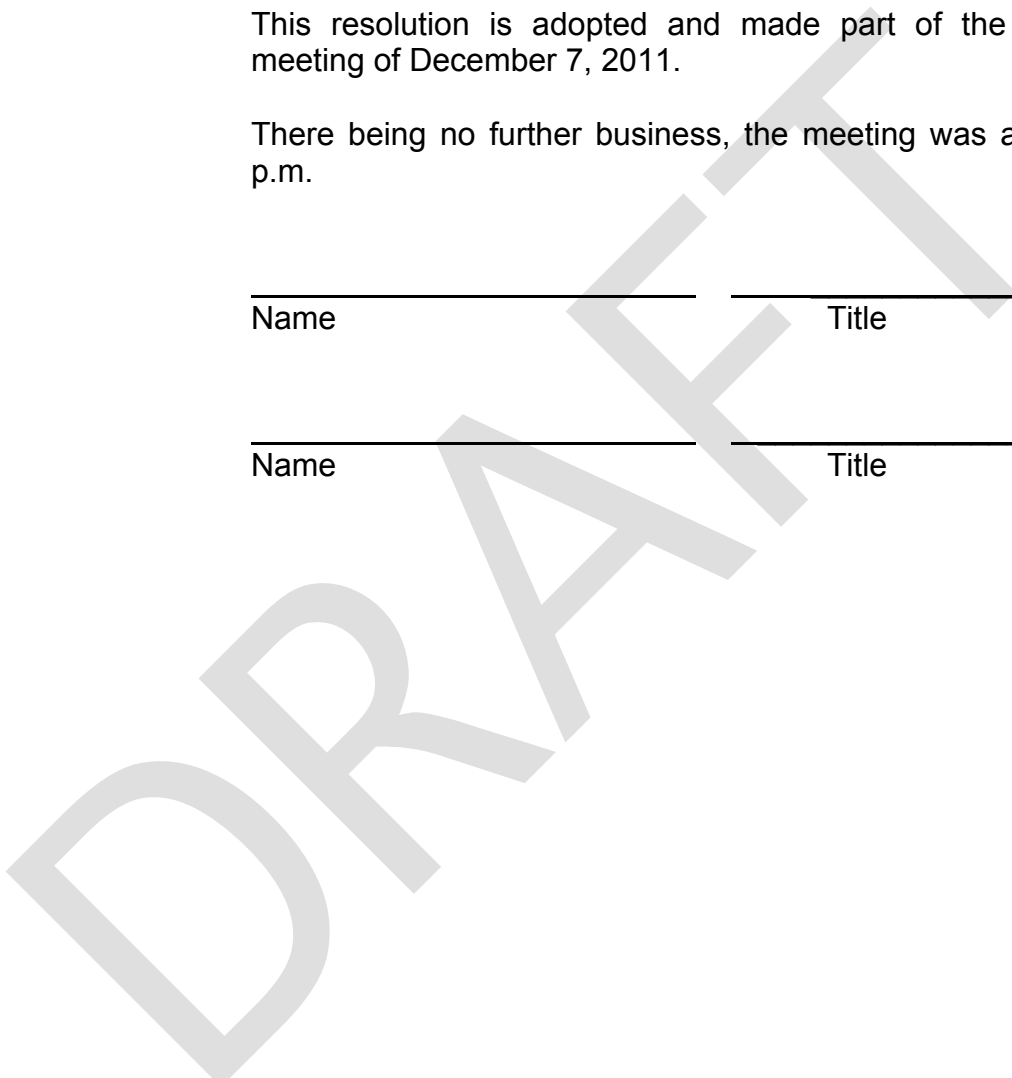 This resolution is adopted and made part of the
meeting of December 7, 2011.
There being no further business, the meeting was
p.m.
Name Title
Name Title
DRAFT